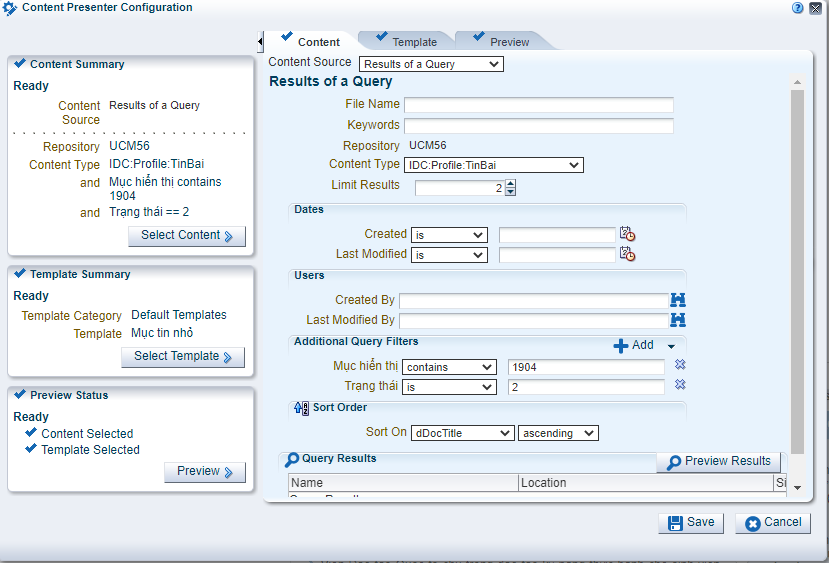 Content Presenter Configuration
Content Summary
Ready
Content Source Results of a Query
Repository UCM56
Content Type IDC:Profile:TinBai
and Mục hiển thị contains 1904
and Trạng thái == 2
Select Content
Template Summary
Ready
Template Category Default Templates
Template Mục tin nhỏ
Select Template
Preview Status
Ready
Content Selected
Template Selected
Preview
Content Template Preview
Content Source Results of a Query
Results of a Query
File Name
Keywords
Repository UCM56
Content Type IDC:Profile:TinBai
Limit Results 2
Dates
Created is
Last Modified is
Users
Created By
Last Modified By
Additional Query Filters Add
Mục hiển thị contains 1904
Trạng thái is 2
Sort Order
Sort On dDocTitle ascending
Query Results Preview Results
Name Location Si
Save Cancel